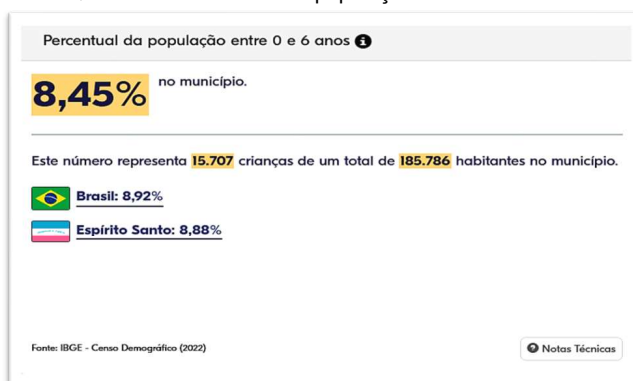 Percentual da população entre 0 e 6 anos
8,45% no município.
Este número representa 15.707 crianças de um total de 185.786 habitantes no município.
Brasil: 8,92%
Espírito Santo: 8,88%
Fonte: IBGE - Censo Demográfico (2022)
Notas Técnicas